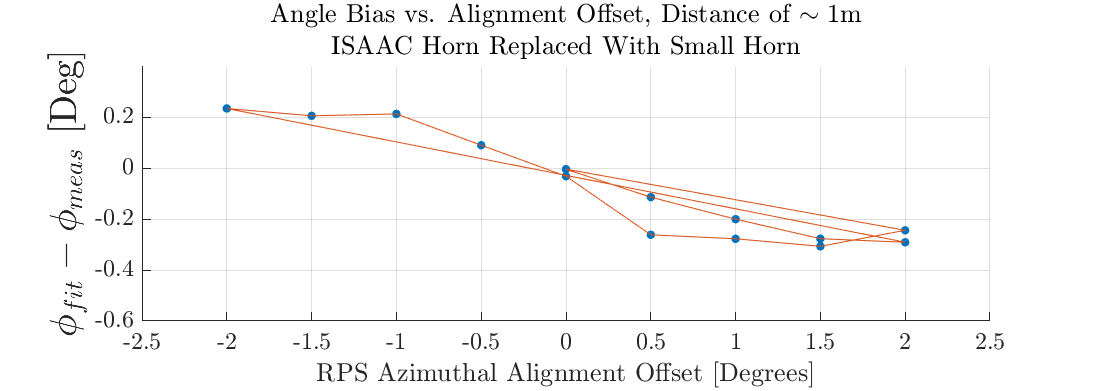 Angle Bias vs. Alignment Offset, Distance of ∼ 1m
ISAAC Horn Replaced With Small Horn
ϕ_fit − ϕ_meas [Deg]
0.2
0
-0.2
-0.4
-0.6
-2.5 -2 -1.5 -1 -0.5 0 0.5 1 1.5 2 2.5
RPS Azimuthal Alignment Offset [Degrees]